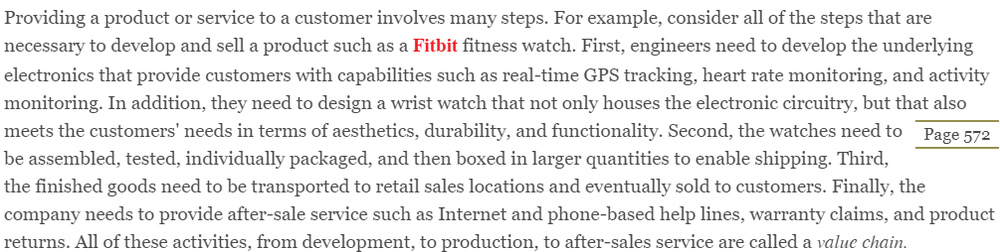 Providing a product or service to a customer involves many steps. For example, consider all of the steps that are
necessary to develop and sell a product such as a Fitbit fitness watch. First, engineers need to develop the underlying
electronics that provide customers with capabilities such as real-time GPS tracking, heart rate monitoring, and activity
monitoring. In addition, they need to design a wrist watch that not only houses the electronic circuitry, but that also
meets the customers' needs in terms of aesthetics, durability, and functionality. Second, the watches need to
Page 572
be assembled, tested, individually packaged, and then boxed in larger quantities to enable shipping. Third,
the finished goods need to be transported to retail sales locations and eventually sold to customers. Finally, the
company needs to provide after-sale service such as Internet and phone-based help lines, warranty claims, and product
returns. All of these activities, from development, to production, to after-sales service are called a value chain.